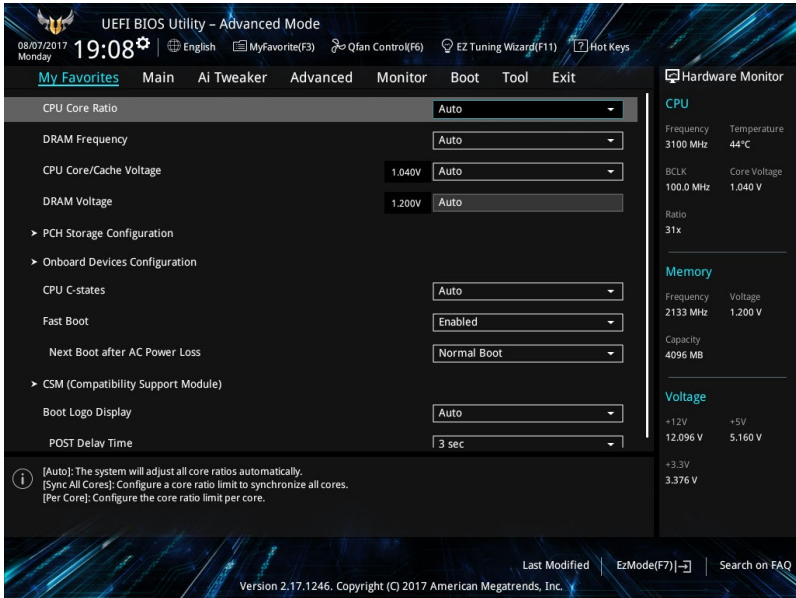 UEFI BIOS Utility – Advanced Mode
08/07/2017 Monday 19:08 English MyFavorite(F3) Qfan Control(F6) EZ Tuning Wizard(F11) Hot Keys
My Favorites Main Ai Tweaker Advanced Monitor Boot Tool Exit
CPU Core Ratio Auto
DRAM Frequency Auto
CPU Core/Cache Voltage 1.040V Auto
DRAM Voltage 1.200V Auto
PCH Storage Configuration
Onboard Devices Configuration
CPU C-states Auto
Fast Boot Enabled
Next Boot after AC Power Loss Normal Boot
CSM (Compatibility Support Module)
Boot Logo Display Auto
POST Delay Time 3 sec
[Auto]: The system will adjust all core ratios automatically.
[Sync All Cores]: Configure a core ratio limit to synchronize all cores.
[Per Core]: Configure the core ratio limit per core.
Hardware Monitor
CPU
Frequency Temperature
3100 MHz 44°C
BCLK Core Voltage
100.0 MHz 1.040 V
Ratio
31x
Memory
Frequency Voltage
2133 MHz 1.200 V
Capacity
4096 MB
Voltage
+12V +5V
12.096 V 5.160 V
+3.3V
3.376 V
Last Modified EzMode(F7) Search on FAQ
Version 2.17.1246. Copyright (C) 2017 American Megatrends, Inc.